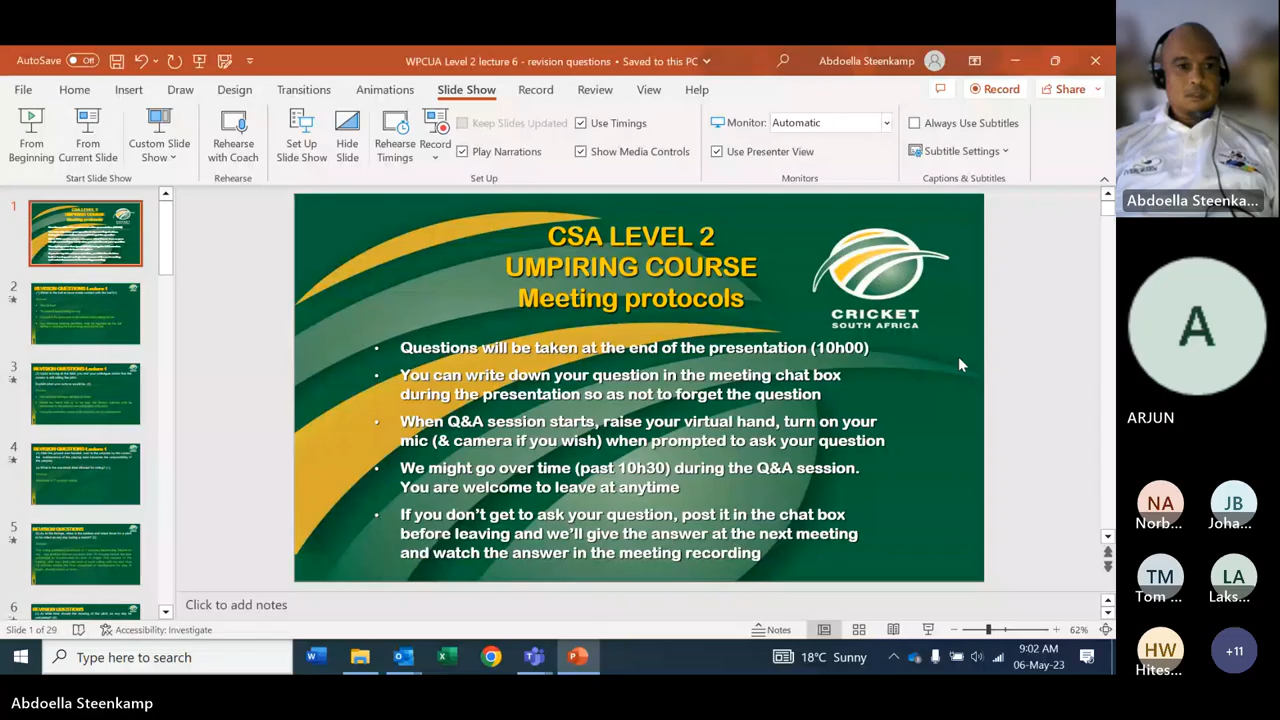 AutoSave Off
WPCUA Level 2 lecture 6 - revision questions • Saved to this PC
Abdoella Steenkamp
File Home Insert Draw Design Transitions Animations Slide Show Record Review View Help
Record Share
From Beginning
From Current Slide
Custom Slide Show
Rehearse with Coach
Set Up Slide Show
Hide Slide
Rehearse Timings
Record
Keep Slides Updated
Play Narrations
Use Timings
Show Media Controls
Monitor: Automatic
Use Presenter View
Always Use Subtitles
Subtitle Settings
Start Slide Show Rehearse Set Up Monitors Captions & Subtitles
1
2
3
4
5
6
CSA LEVEL 2
UMPIRING COURSE
Meeting protocols
CRICKET
SOUTH AFRICA
• Questions will be taken at the end of the presentation (10h00)
• You can write down your question in the meeting chat box
during the presentation so as not to forget the question
• When Q&A session starts, raise your virtual hand, turn on your
mic (& camera if you wish) when prompted to ask your question
• We might go over time (past 10h30) during the Q&A session.
You are welcome to leave at anytime
• If you don't get to ask your question, post it in the chat box
before leaving and we'll give the answer at the next meeting
and watch the answer in the meeting recording
Click to add notes
Slide 1 of 29 Accessibility: Investigate Notes 62%
Type here to search
18°C Sunny
9:02 AM
06-May-23
Abdoella Steenkamp
Abdoella Steenka...
A
ARJUN
NA JB
Norb... Joha...
TM LA
Tom ... Laks...
HW +11
Hites...